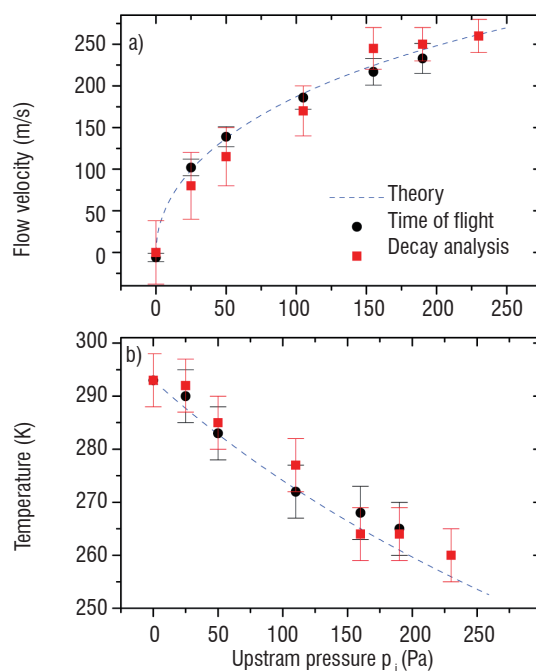 a)
250
200
150
100
50
0
Flow velocity (m/s)
Theory
Time of flight
Decay analysis
0 50 100 150 200 250
b)
300
290
280
270
260
250
Temperature (K)
0 50 100 150 200 250
Upstram pressure p i (Pa)